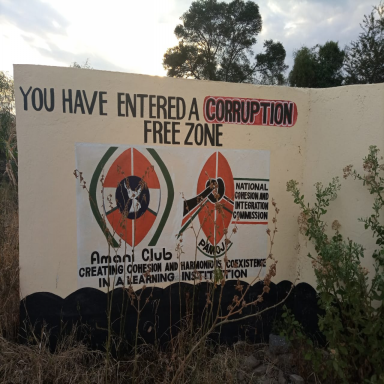 YOU HAVE ENTERED A CORRUPTION
FREE ZONE
NATIONAL
COHESION AND
INTEGRATION
COMMISSION
PAMOJA
Amani Club
CREATING COHESION AND HARMONIOUS COEXISTENCE
IN A LEARNING INSTITUTION